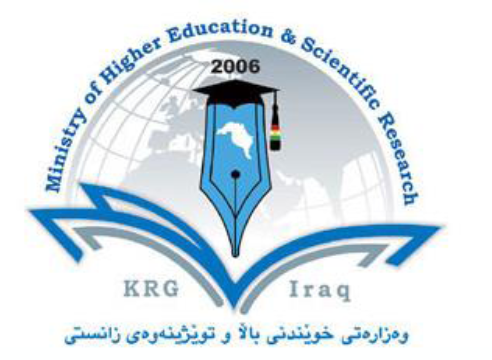 Ministry of Higher Education & Scientific Research
2006
KRG Iraq
وەزارەتی خوێندنی باڵا و توێژینەوەی زانستی